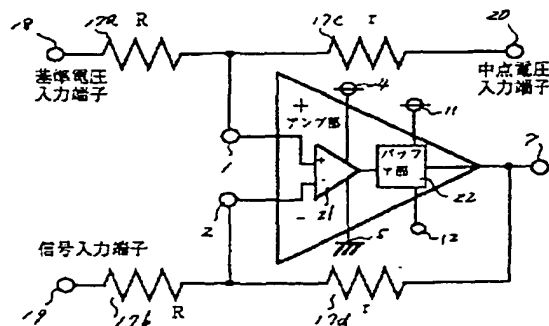 18
17a
R
17c
r
20
基準電圧
入力端子
中点電圧
入力端子
+
アンプ部
4
11
1
+
-
21
バッフ
ァ部
22
7
2
-
5
12
信号入力端子
19
17b
R
17d
r